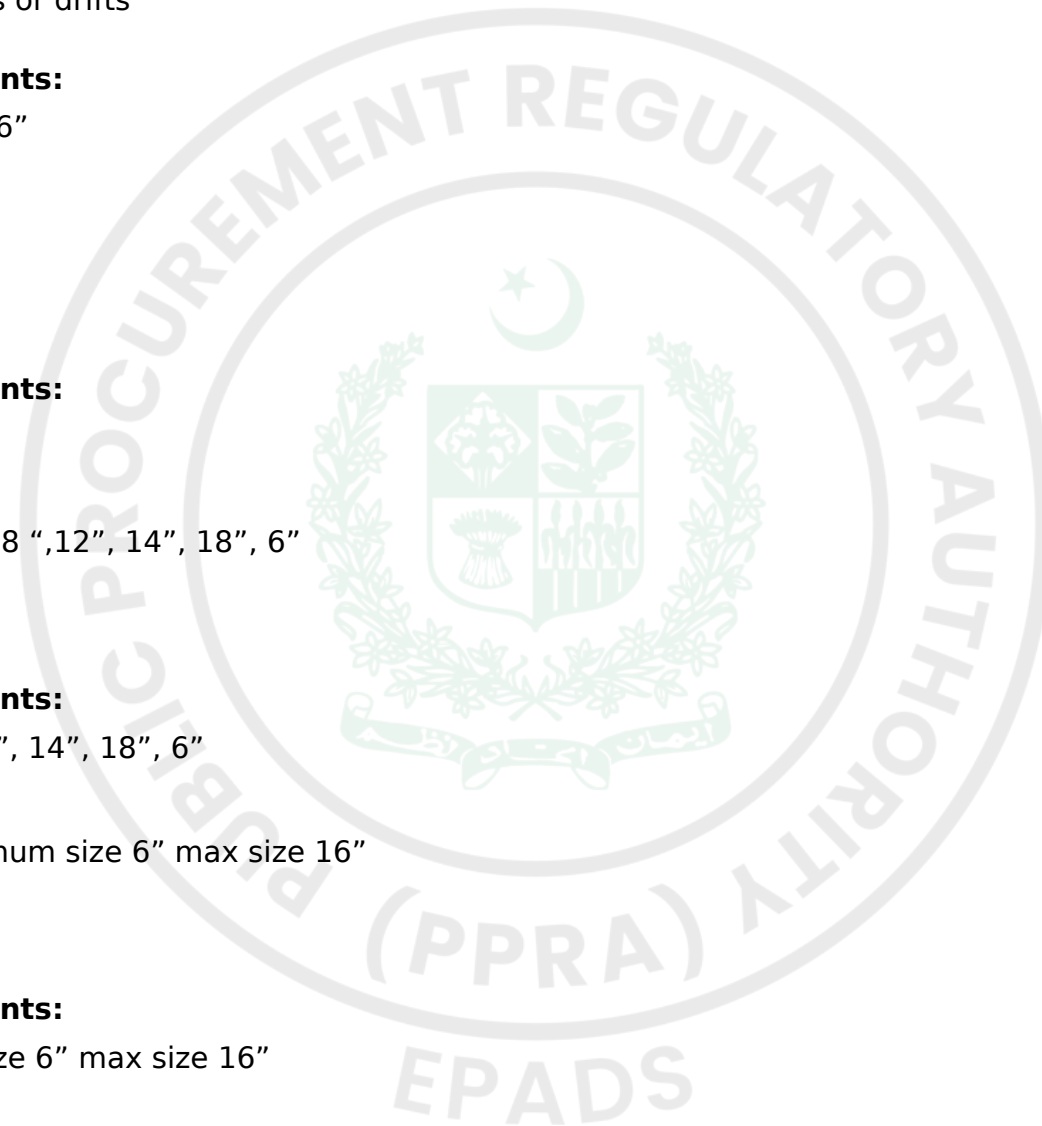 s or drifts
nts:
6”
nts:
8 “,12”, 14”, 18”, 6”
nts:
”, 14”, 18”, 6”
num size 6” max size 16”
nts:
ze 6” max size 16”
PUBLIC PROCUREMENT REGULATORY AUTHORITY
(PPRA)
EPADS